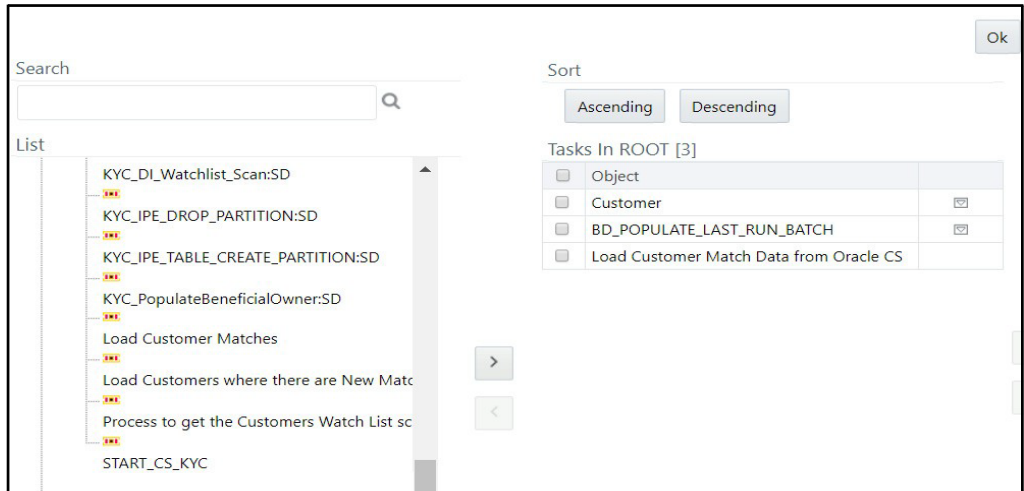 Ok
Search
List
KYC_DI_Watchlist_Scan:SD
KYC_IPE_DROP_PARTITION:SD
KYC_IPE_TABLE_CREATE_PARTITION:SD
KYC_PopulateBeneficialOwner:SD
Load Customer Matches
Load Customers where there are New Matc
Process to get the Customers Watch List sc
START_CS_KYC
>
<
Sort
Ascending Descending
Tasks In ROOT [3]
Object
Customer
BD_POPULATE_LAST_RUN_BATCH
Load Customer Match Data from Oracle CS